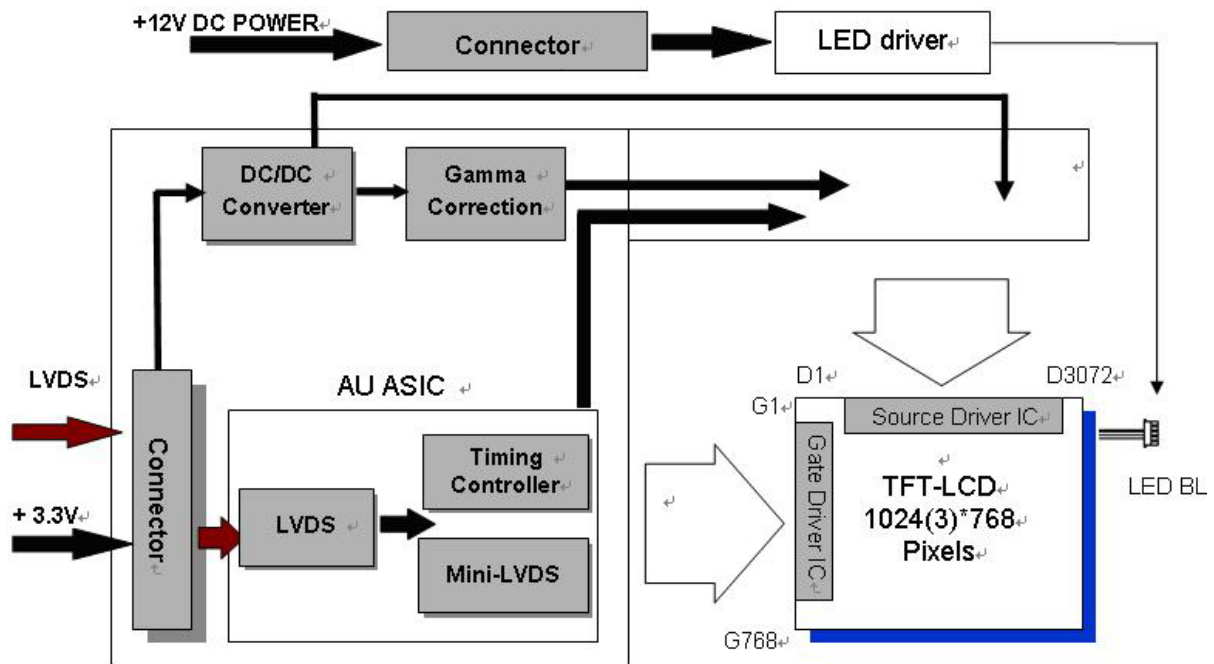 +12V DC POWER
Connector
LED driver
DC/DC
Converter
Gamma
Correction
LVDS
+ 3.3V
Connector
AU ASIC
LVDS
Timing
Controller
Mini-LVDS
D1
D3072
G1
G768
Source Driver IC
Gate Driver IC
TFT-LCD
1024(3)*768
Pixels
LED BL